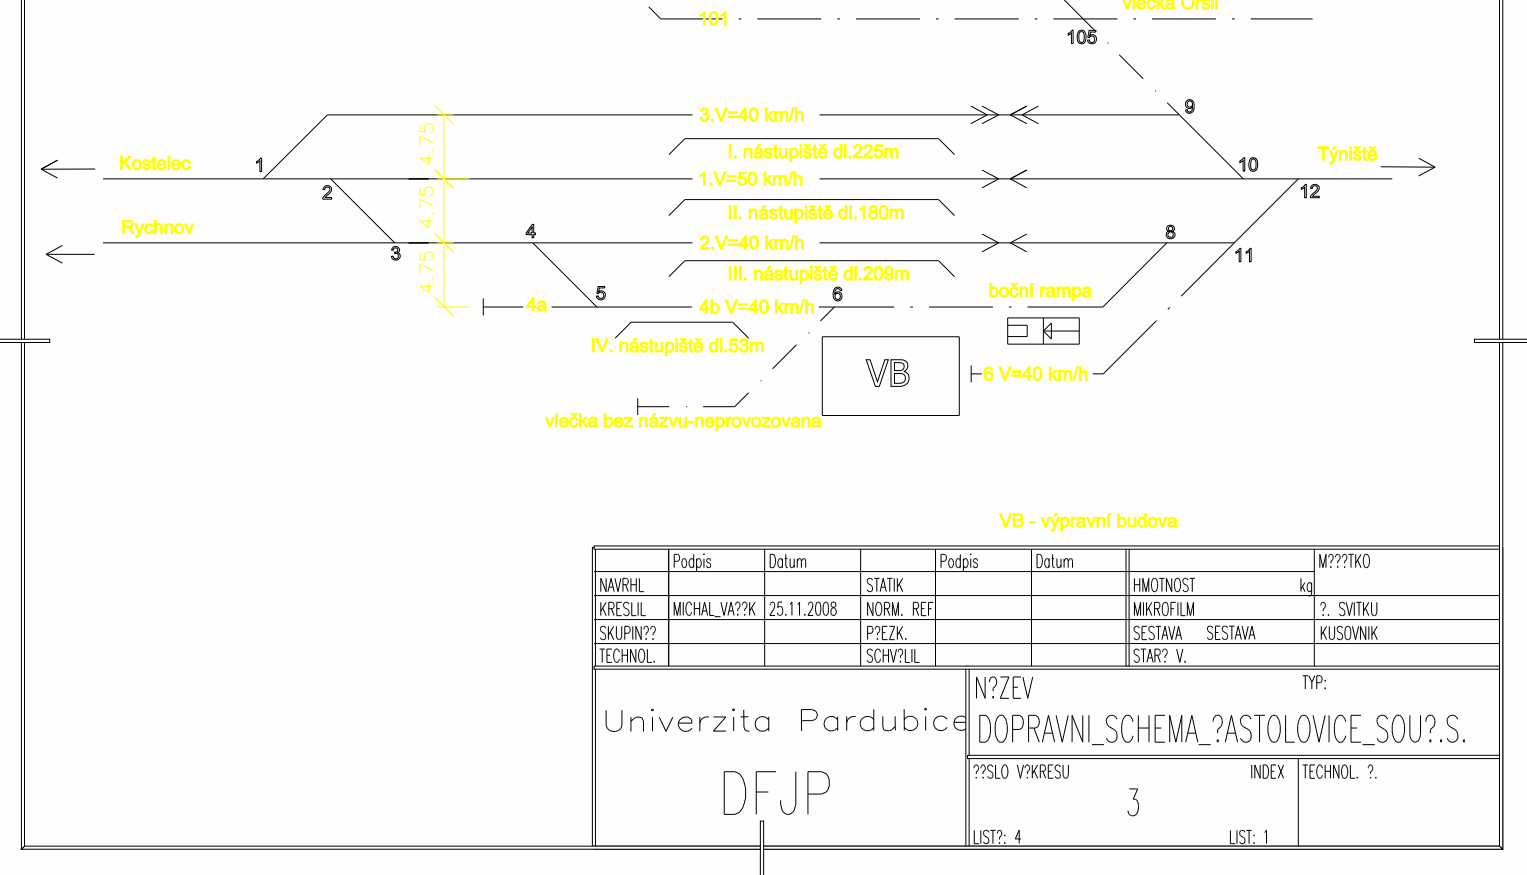 vlečka Orsil
101
105
3.V=40 km/h
9
4.75
I. nástupiště dl.225m
Kostelec
1
Týniště
10
1.V=50 km/h
2
12
4.75
II. nástupiště dl.180m
Rychnov
4
8
2.V=40 km/h
3
11
4.75
III. nástupiště dl.209m
boční rampa
5
6
4a
4b V=40 km/h
IV. nástupiště dl.53m
VB
6 V=40 km/h
vlečka bez názvu-neprovozovana
VB - výpravní budova
Podpis Datum Podpis Datum M???TKO
NAVRHL STATIK HMOTNOST kg
KRESLIL MICHAL_VA??K 25.11.2008 NORM. REF MIKROFILM ?. SVITKU
SKUPIN?? P?EZK. SESTAVA SESTAVA KUSOVNIK
TECHNOL. SCHV?LIL STAR? V.
N?ZEV TYP:
Univerzita Pardubice
DOPRAVNI_SCHEMA_?ASTOLOVICE_SOU?.S.
DFJP
??SLO V?KRESU INDEX TECHNOL. ?.
3
LIST?: 4 LIST: 1